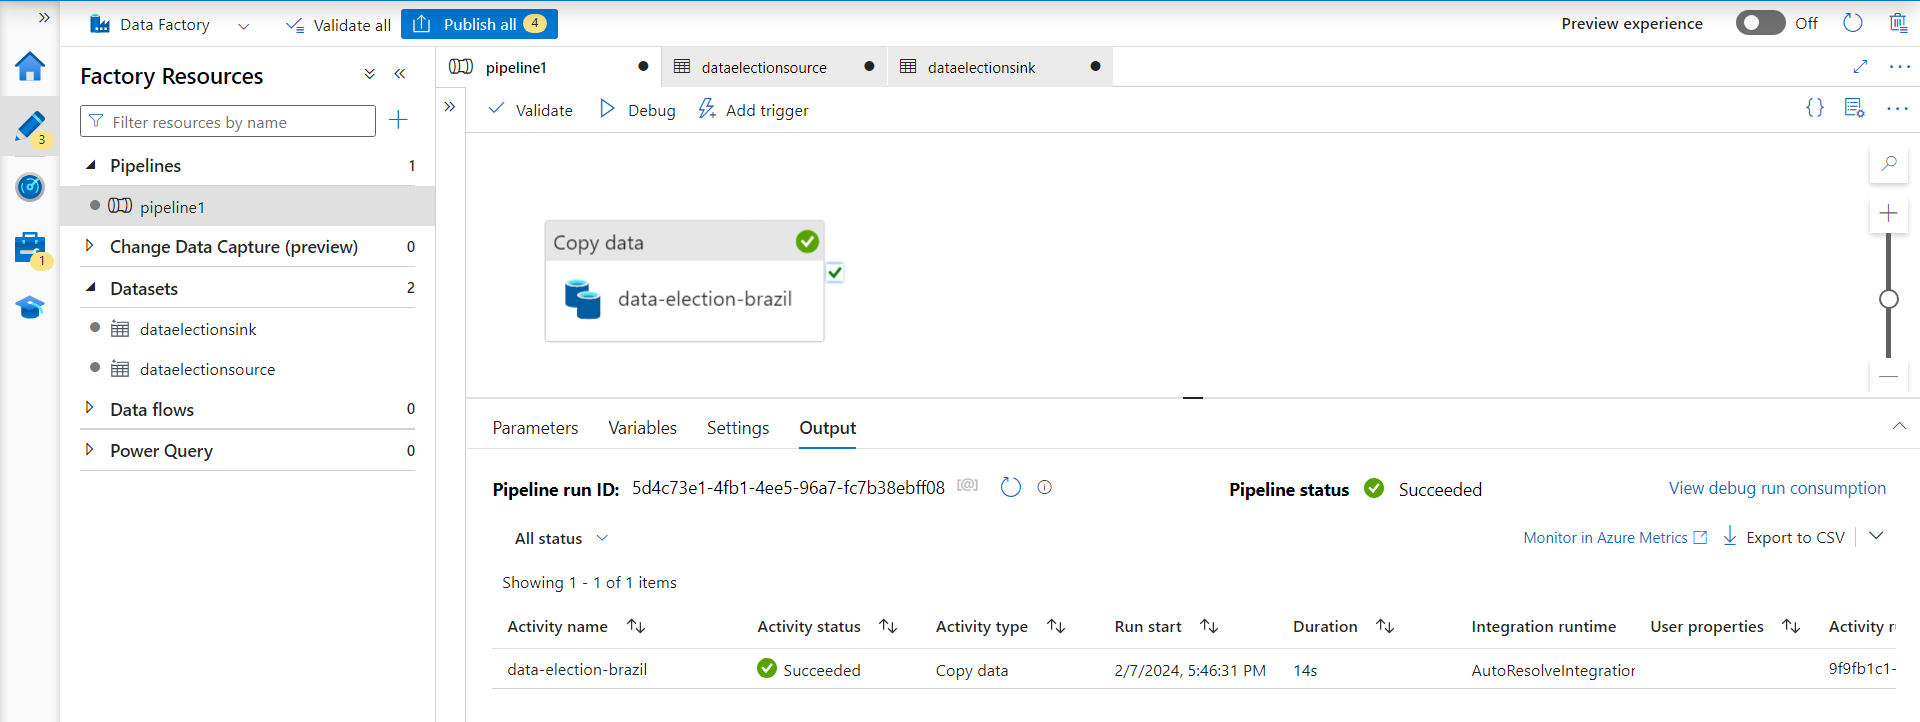 Data Factory
Validate all
Publish all 4
Preview experience
Off
3
1
Factory Resources
Filter resources by name
Pipelines 1
pipeline1
Change Data Capture (preview) 0
Datasets 2
dataelectionsink
dataelectionsource
Data flows 0
Power Query 0
pipeline1
dataelectionsource
dataelectionsink
Validate
Debug
Add trigger
{}
Copy data
data-election-brazil
Parameters
Variables
Settings
Output
Pipeline run ID: 5d4c73e1-4fb1-4ee5-96a7-fc7b38ebff08 [@]
Pipeline status Succeeded
View debug run consumption
All status
Monitor in Azure Metrics
Export to CSV
Showing 1 - 1 of 1 items
Activity name Activity status Activity type Run start Duration Integration runtime User properties Activity r
data-election-brazil Succeeded Copy data 2/7/2024, 5:46:31 PM 14s AutoResolveIntegration 9f9fb1c1-